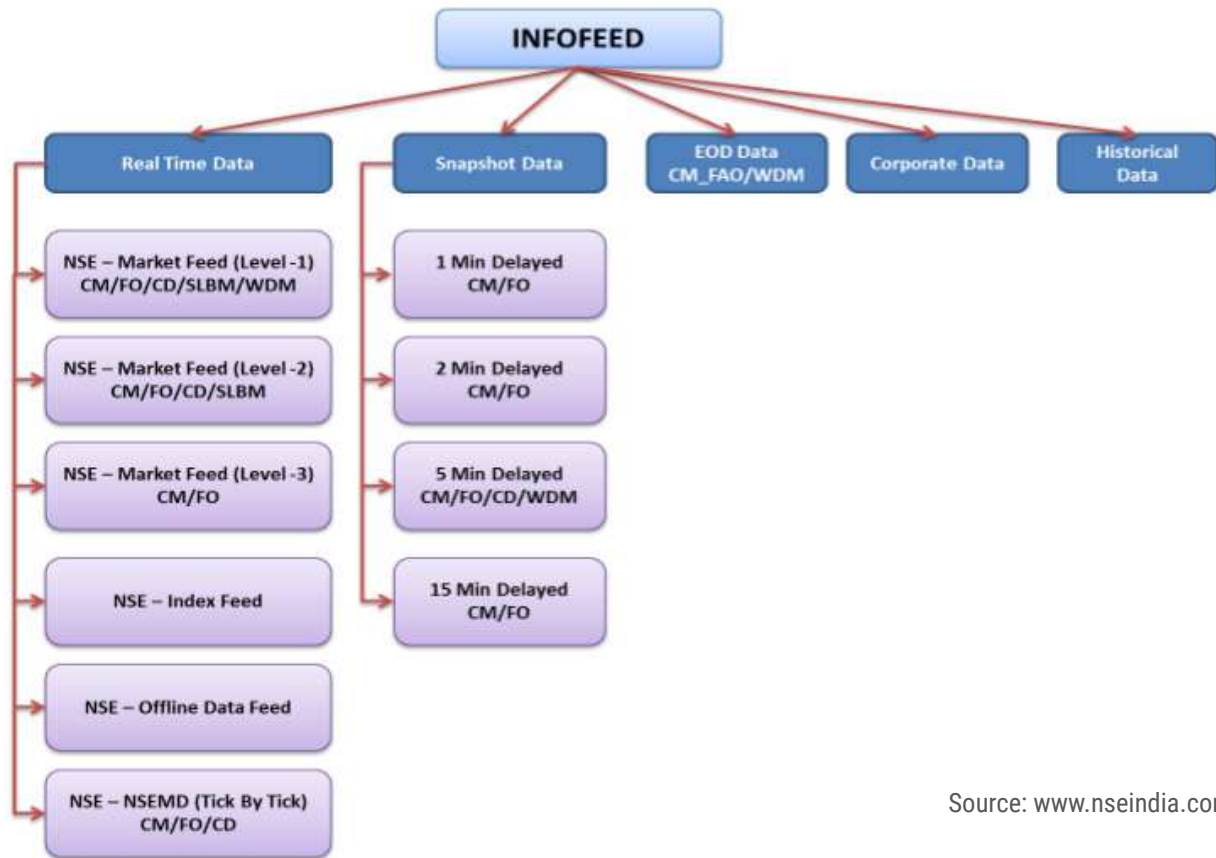 INFOFEED
Real Time Data
Snapshot Data
EOD Data
CM_FAO/WDM
Corporate Data
Historical
Data
NSE – Market Feed (Level -1)
CM/FO/CD/SLBM/WDM
NSE – Market Feed (Level -2)
CM/FO/CD/SLBM
NSE – Market Feed (Level -3)
CM/FO
NSE – Index Feed
NSE – Offline Data Feed
NSE – NSEMD (Tick By Tick)
CM/FO/CD
1 Min Delayed
CM/FO
2 Min Delayed
CM/FO
5 Min Delayed
CM/FO/CD/WDM
15 Min Delayed
CM/FO
Source: www.nseindia.com